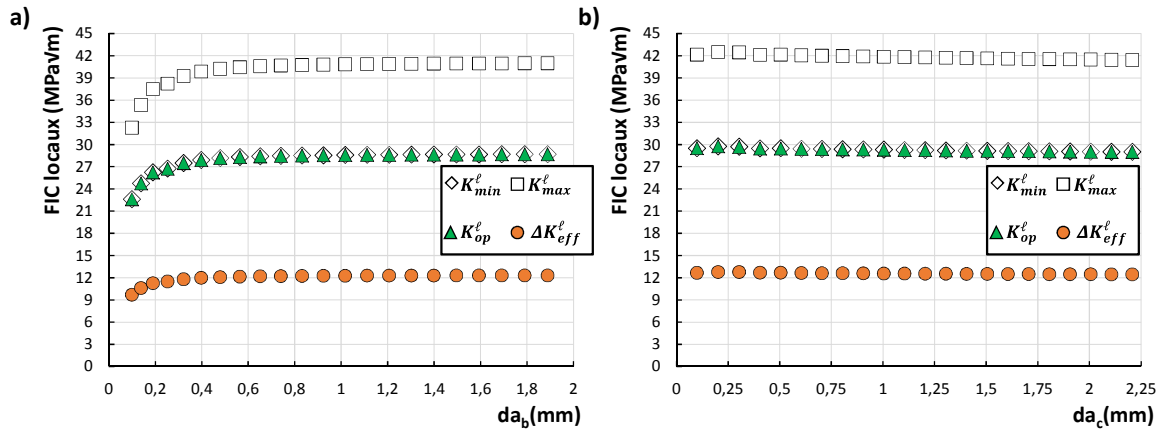 a)
FIC locaux (MPa√m)
45
42
39
36
33
30
27
24
21
18
15
12
9
6
3
0
0 0,2 0,4 0,6 0,8 1 1,2 1,4 1,6 1,8 2
da_b(mm)
K^ℓ_min K^ℓ_max
K^ℓ_op ΔK^ℓ_eff
b)
FIC locaux (MPa√m)
45
42
39
36
33
30
27
24
21
18
15
12
9
6
3
0
0 0,25 0,5 0,75 1 1,25 1,5 1,75 2 2,25
da_c(mm)
K^ℓ_min K^ℓ_max
K^ℓ_op ΔK^ℓ_eff